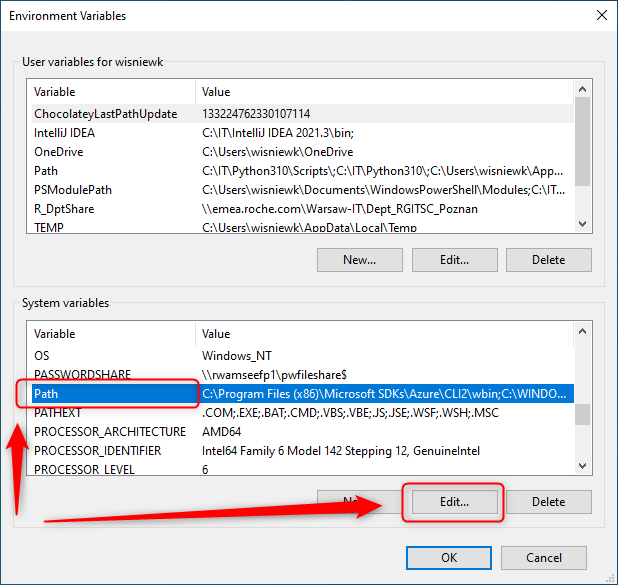 Environment Variables
User variables for wisniewk
Variable Value
ChocolateyLastPathUpdate 133224762330107114
IntelliJ IDEA C:\IT\IntelliJ IDEA 2021.3\bin;
OneDrive C:\Users\wisniewk\OneDrive
Path C:\IT\Python310\Scripts\;C:\IT\Python310\;C:\Users\wisniewk\App...
PSModulePath C:\Users\wisniewk\Documents\WindowsPowerShell\Modules;C:\IT...
R_DptShare \\emea.roche.com\Warsaw-IT\Dept_RGITSC_Poznan
TEMP C:\Users\wisniewk\AppData\Local\Temp
New... Edit... Delete
System variables
Variable Value
OS Windows_NT
PASSWORDSHARE \\rwamseefp1\pwfileshare$
Path C:\Program Files (x86)\Microsoft SDKs\Azure\CLI2\wbin;C:\WINDO...
PATHEXT .COM;.EXE;.BAT;.CMD;.VBS;.VBE;.JS;.JSE;.WSF;.WSH;.MSC
PROCESSOR_ARCHITECTURE AMD64
PROCESSOR_IDENTIFIER Intel64 Family 6 Model 142 Stepping 12, GenuineIntel
PROCESSOR_LEVEL 6
Edit... Delete
OK Cancel